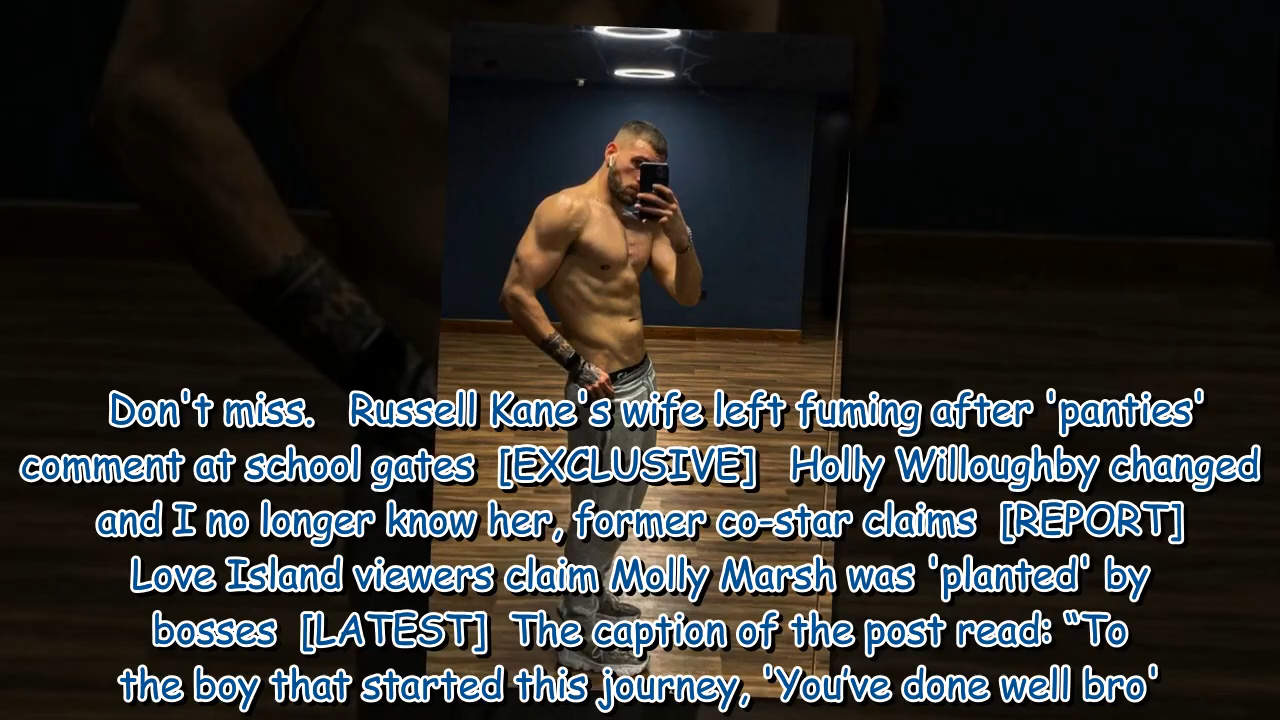 Don't miss. Russell Kane's wife left fuming after 'panties'
comment at school gates [EXCLUSIVE] Holly Willoughby changed
and I no longer know her, former co-star claims [REPORT]
Love Island viewers claim Molly Marsh was 'planted' by
bosses [LATEST] The caption of the post read: “To
the boy that started this journey, 'You’ve done well bro'